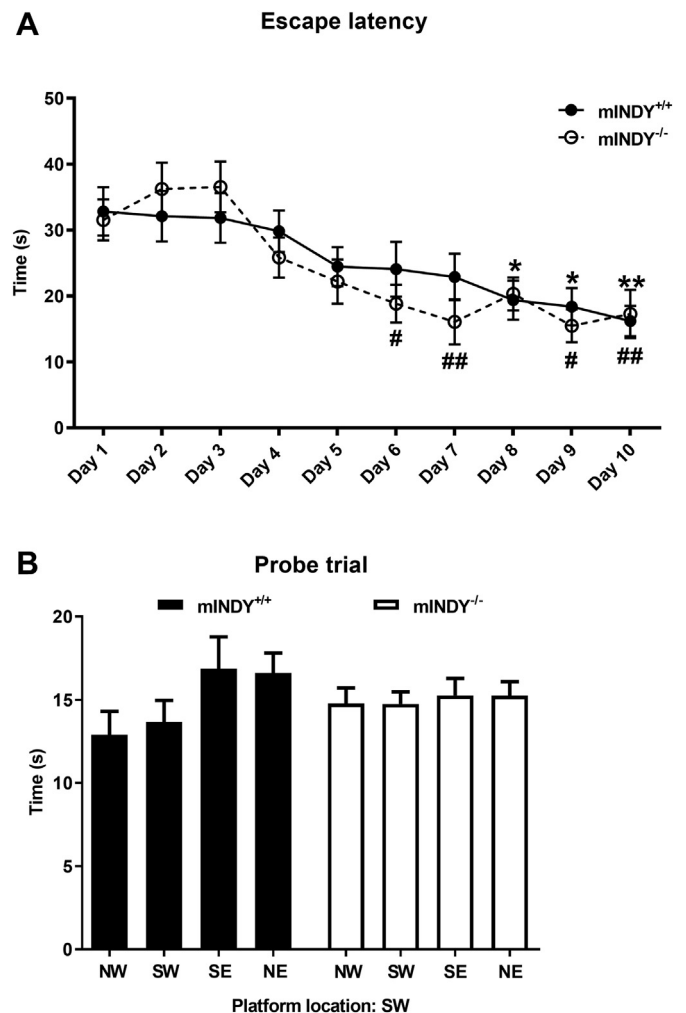 A
Escape latency
mINDY+/+
mINDY-/-
50
40
30
20
10
0
Time (s)
* * **
# ## # ##
Day 1 Day 2 Day 3 Day 4 Day 5 Day 6 Day 7 Day 8 Day 9 Day 10
B
Probe trial
mINDY+/+ mINDY-/-
20
15
10
5
0
Time (s)
NW SW SE NE NW SW SE NE
Platform location: SW